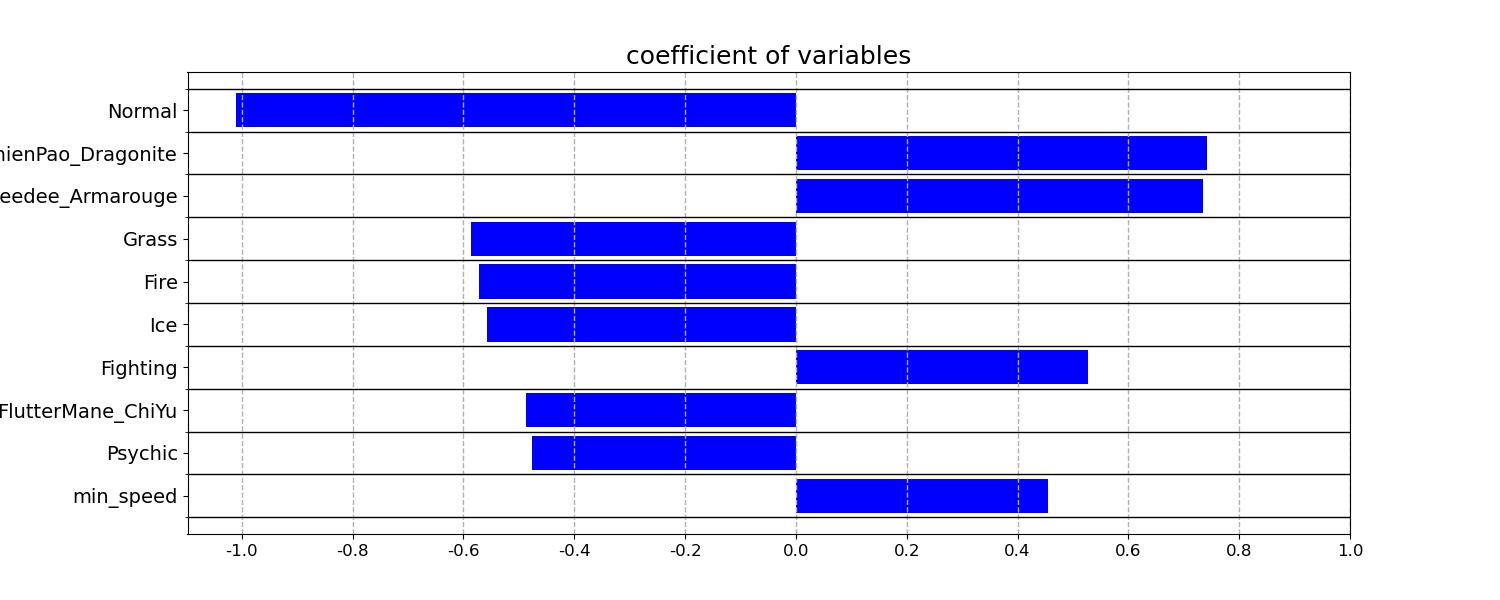 coefficient of variables
Normal
ienPao_Dragonite
eedee_Armarouge
Grass
Fire
Ice
Fighting
FlutterMane_ChiYu
Psychic
min_speed
-1.0 -0.8 -0.6 -0.4 -0.2 0.0 0.2 0.4 0.6 0.8 1.0